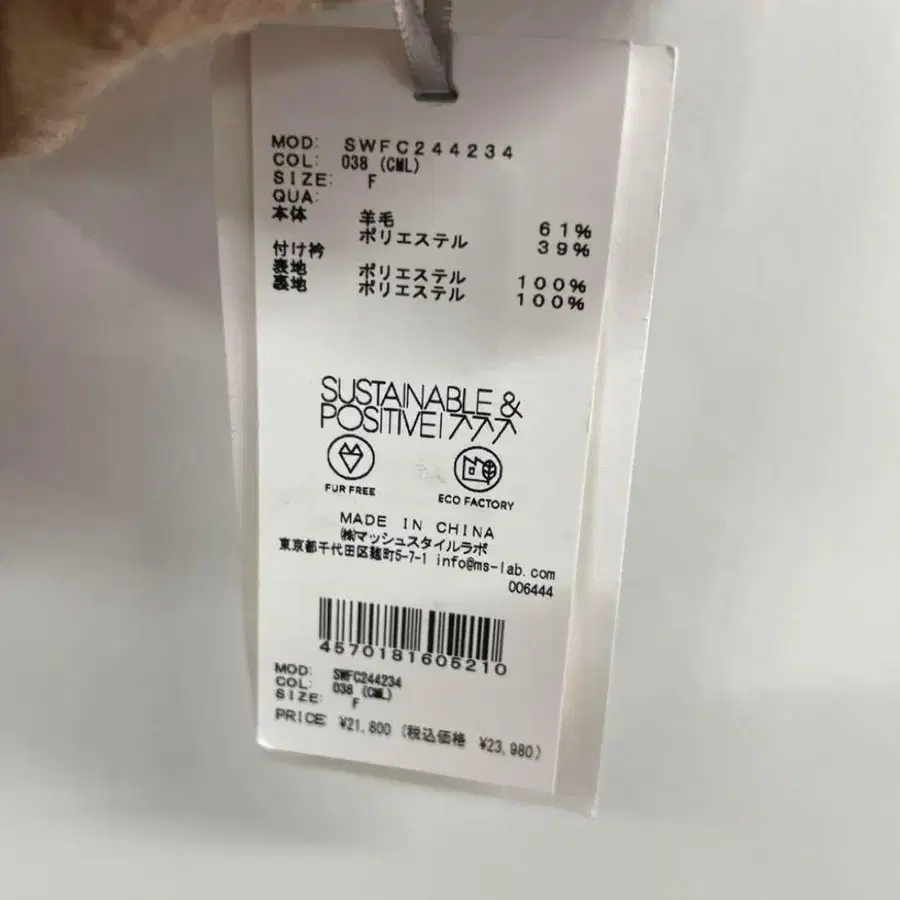 MOD: SWFC244234
COL: 038 (CML)
SIZE: F
QUA:
本体 羊毛 61%
ポリエステル 39%
付け衿
表地 ポリエステル 100%
裏地 ポリエステル 100%
SUSTAINABLE &
POSITIVE!
FUR FREE
ECO FACTORY
MADE IN CHINA
㈱マッシュスタイルラボ
東京都千代田区麹町5-7-1 info@ms-lab.com
006444
4570181605210
MOD: SWFC244234
COL: 038 (CML)
SIZE: F
PRICE ¥21,800 (税込価格 ¥23,980)